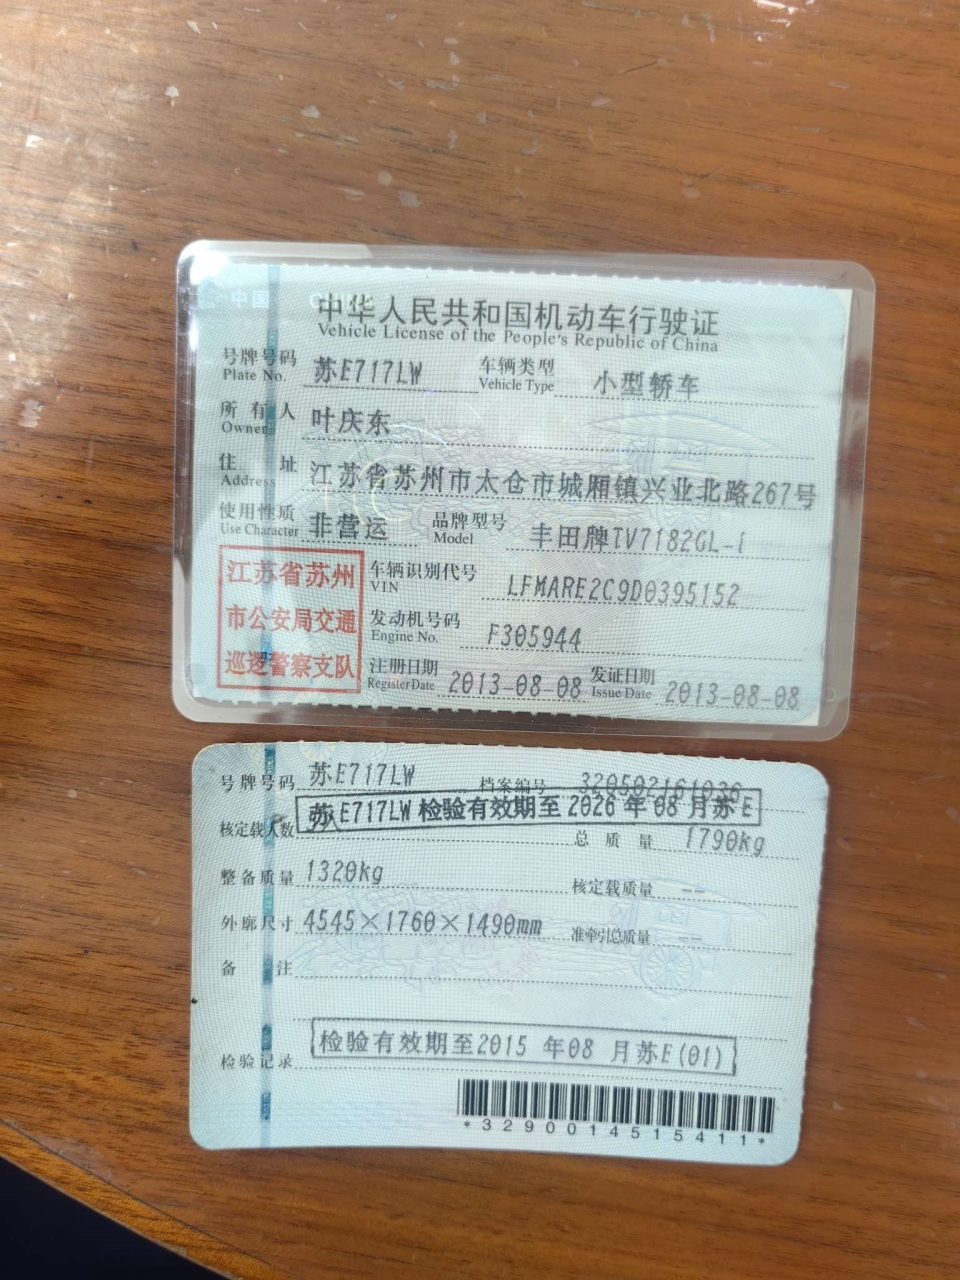 中国
中华人民共和国机动车行驶证
Vehicle License of the People's Republic of China
号牌号码 苏E717LW 车辆类型 小型轿车
Plate No. Vehicle Type
所有人 叶庆东
Owner
住址 江苏省苏州市太仓市城厢镇兴业北路267号
Address
使用性质 非营运 品牌型号 丰田牌TV7182GL-i
Use Character Model
江苏省苏州
市公安局交通
巡逻警察支队
车辆识别代号 LFMARE2C9D0395152
VIN
发动机号码 F305944
Engine No.
注册日期 2013-08-08 发证日期 2013-08-08
Register Date Issue Date
号牌号码 苏E717LW 档案编号 320502161036
苏E717LW 检验有效期至 2026 年 08 月苏E
核定载人数 总质量 1790kg
整备质量 1320kg 核定载质量 --
外廓尺寸 4545×1760×1490mm 准牵引总质量 --
备注
检验记录 检验有效期至2015 年08 月苏E(01)
*3290014515411*